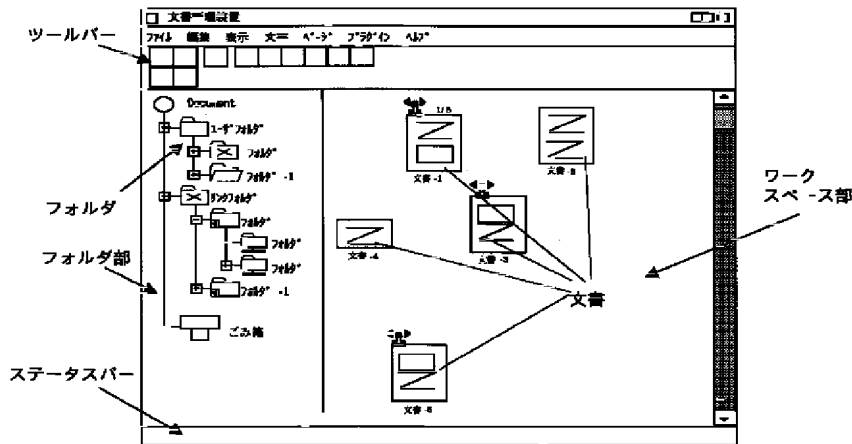 文書管理装置
ツールバー
ファイル 編集 表示 文書 ページ プラグイン ヘルプ
Document
ユーザフォルダ
フォルダ
フォルダ -1
リンクフォルダ
フォルダ
フォルダ
フォルダ
フォルダ -1
ごみ箱
フォルダ
フォルダ部
ステータスバー
1/5
文書 -1
文書 -2
文書 -3
文書 -4
文書 -5
文書
ワーク
スペース部